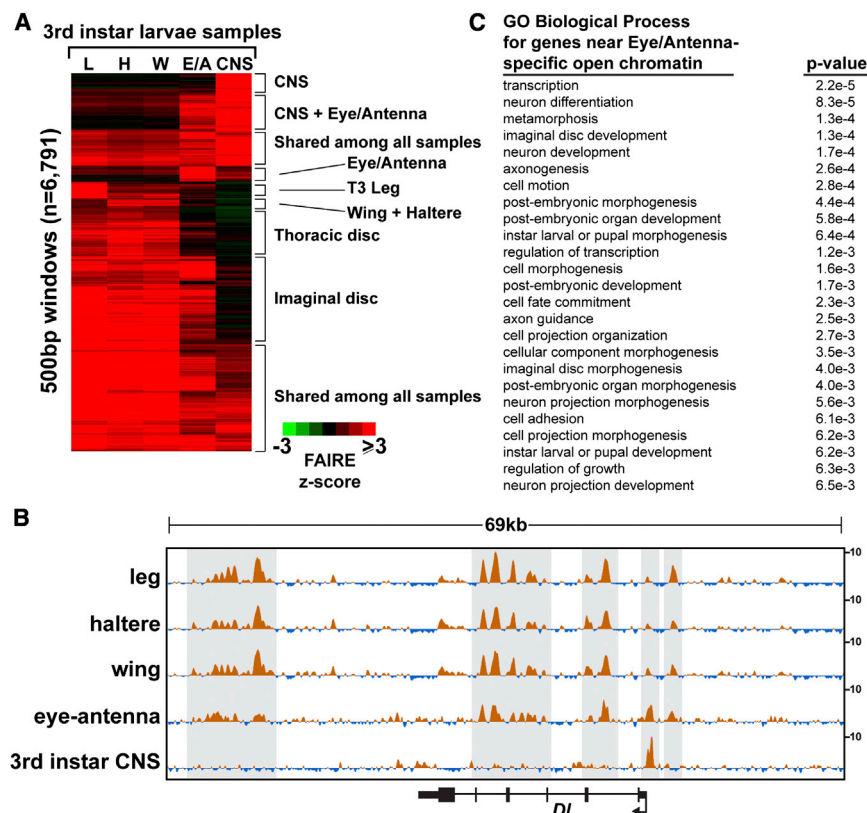 A
3rd instar larvae samples
L H W E/A CNS
500bp windows (n=6,791)
CNS
CNS + Eye/Antenna
Shared among all samples
Eye/Antenna
T3 Leg
Wing + Haltere
Thoracic disc
Imaginal disc
Shared among all samples
-3 ≥3
FAIRE
z-score
C GO Biological Process
for genes near Eye/Antenna-
specific open chromatin p-value
transcription 2.2e-5
neuron differentiation 8.3e-5
metamorphosis 1.3e-4
imaginal disc development 1.3e-4
neuron development 1.7e-4
axonogenesis 2.6e-4
cell motion 2.8e-4
post-embryonic morphogenesis 4.4e-4
post-embryonic organ development 5.8e-4
instar larval or pupal morphogenesis 6.4e-4
regulation of transcription 1.2e-3
cell morphogenesis 1.6e-3
post-embryonic development 1.7e-3
cell fate commitment 2.3e-3
axon guidance 2.5e-3
cell projection organization 2.7e-3
cellular component morphogenesis 3.5e-3
imaginal disc morphogenesis 4.0e-3
post-embryonic organ morphogenesis 4.0e-3
neuron projection morphogenesis 5.6e-3
cell adhesion 6.1e-3
cell projection morphogenesis 6.2e-3
instar larval or pupal development 6.2e-3
regulation of growth 6.3e-3
neuron projection development 6.5e-3
B
69kb
leg -10
haltere -10
wing -10
eye-antenna -10
3rd instar CNS -10
Dl